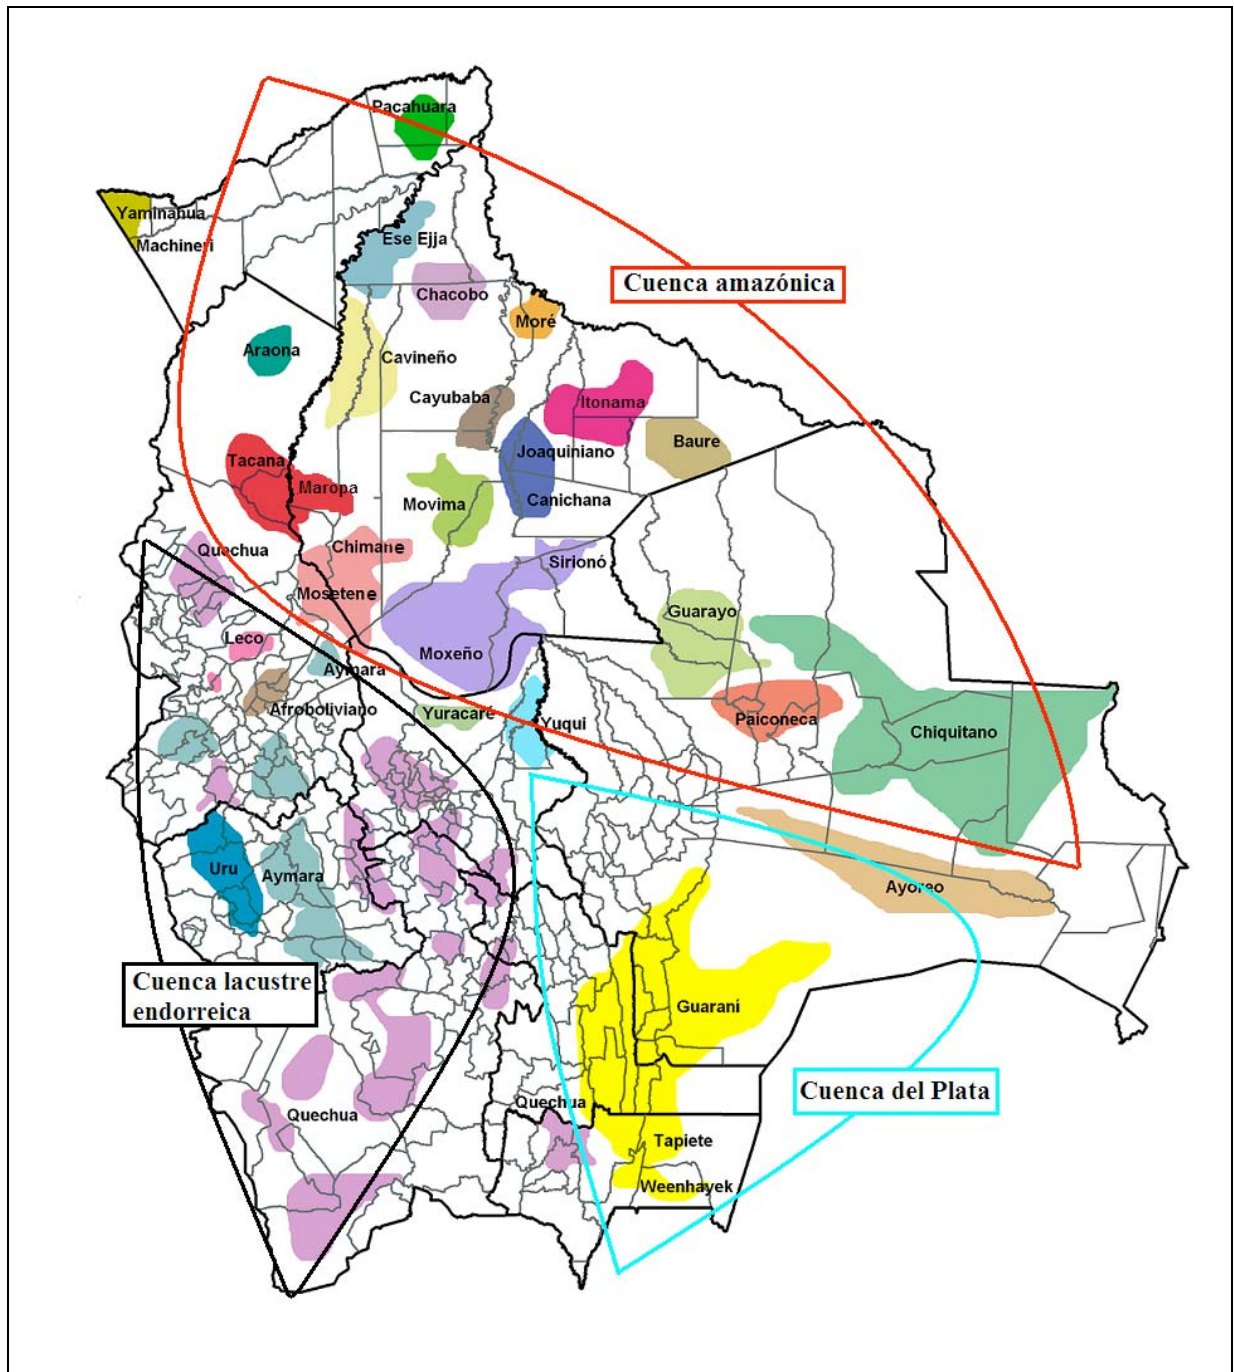 Pacahuara
Yaminahua
Machineri
Ese Ejja
Cuenca amazónica
Chacobo
Moré
Araona
Cavineño
Cayubaba
Itonama
Baure
Joaquiniano
Tacana
Maropa
Movima
Canichana
Quechua
Chimane
Sirionó
Mosetene
Guarayo
Leco
Moxeño
Aymara
Afroboliviano
Yuracaré
Yuqui
Paiconeca
Chiquitano
Uru
Aymara
Ayoreo
Cuenca lacustre
endorreica
Guaraní
Cuenca del Plata
Quechua
Quechua
Tapiete
Weenhayek